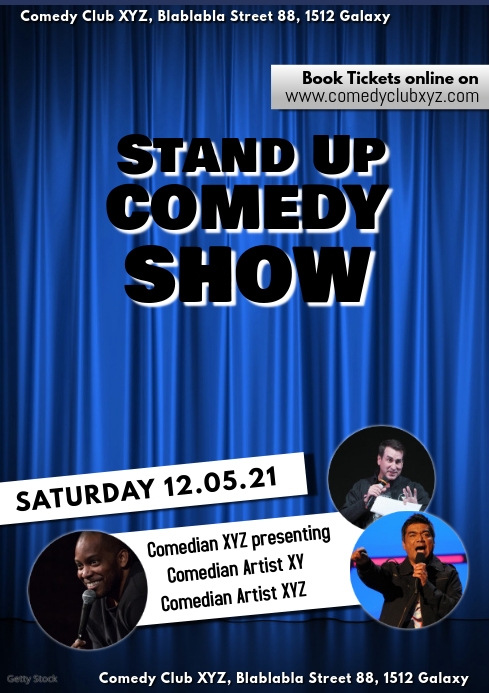 Comedy Club XYZ, Blablabla Street 88, 1512 Galaxy
Book Tickets online on
www.comedyclubxyz.com
STAND UP
COMEDY
SHOW
SATURDAY 12.05.21
Comedian XYZ presenting
Comedian Artist XY
Comedian Artist XYZ
Getty Stock
Comedy Club XYZ, Blablabla Street 88, 1512 Galaxy